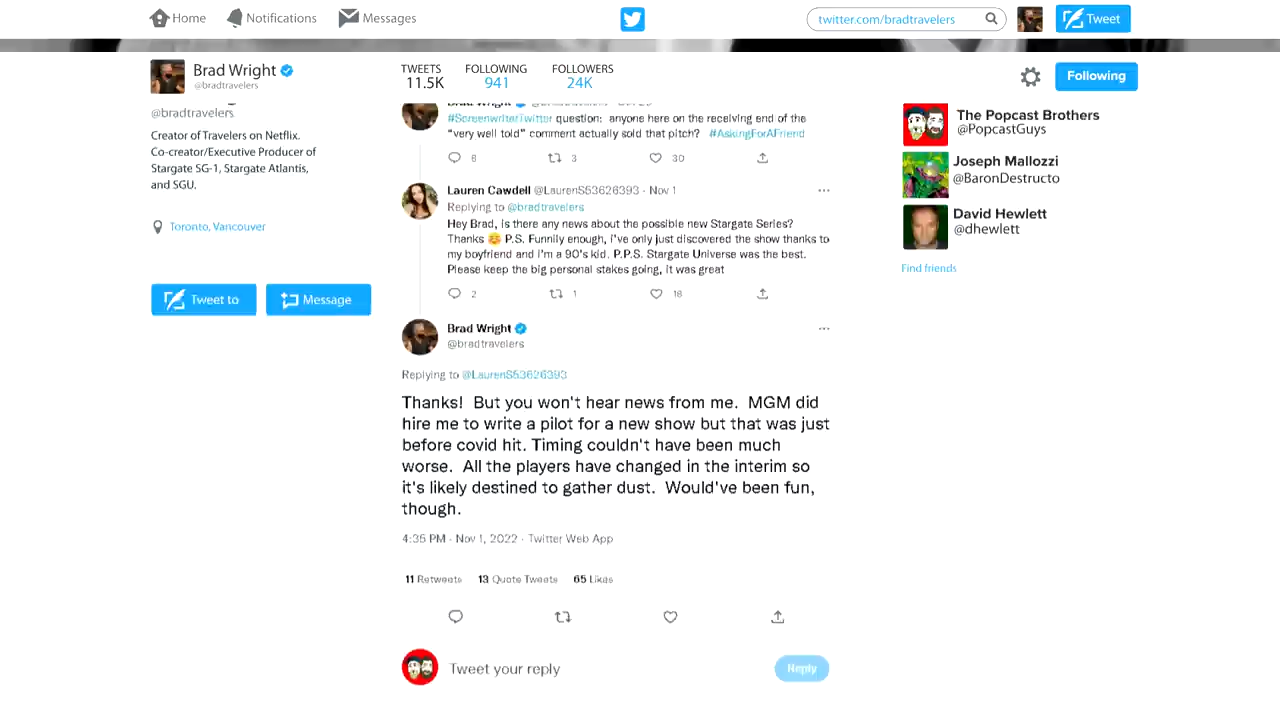 Home Notifications Messages twitter.com/bradtravelers Tweet
Brad Wright
@bradtravelers
TWEETS FOLLOWING FOLLOWERS
11.5K 941 24K
Following
@bradtravelers
Creator of Travelers on Netflix.
Co-creator/Executive Producer of
Stargate SG-1, Stargate Atlantis,
and SGU.
Toronto, Vancouver
Tweet to Message
#ScreenwriterTwitter question: anyone here on the receiving end of the
"very well told" comment actually sold that pitch? #AskingForAFriend
6 3 30
Lauren Cawdell @LaurenS53626393 · Nov 1
Replying to @bradtravelers
Hey Brad, is there any news about the possible new Stargate Series?
Thanks 🥰 P.S. Funnily enough, i've only just discovered the show thanks to
my boyfriend and i'm a 90's kid. P.P.S. Stargate Universe was the best.
Please keep the big personal stakes going, it was great
2 1 16
Brad Wright
@bradtravelers
Replying to @LaurenS53626393
Thanks! But you won't hear news from me. MGM did
hire me to write a pilot for a new show but that was just
before covid hit. Timing couldn't have been much
worse. All the players have changed in the interim so
it's likely destined to gather dust. Would've been fun,
though.
4:35 PM · Nov 1, 2022 · Twitter Web App
11 Retweets 13 Quote Tweets 65 Likes
Tweet your reply Reply
The Popcast Brothers
@PopcastGuys
Joseph Mallozzi
@BaronDestructo
David Hewlett
@dhewlett
Find friends